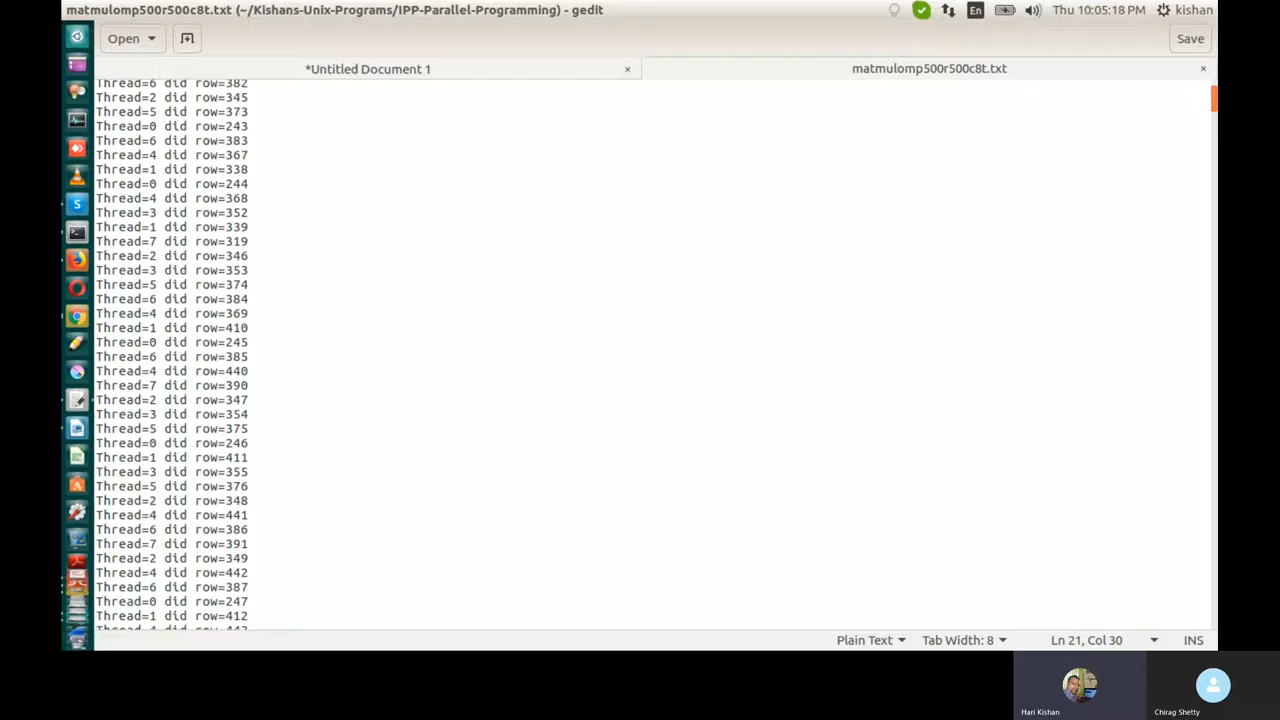 matmulomp500r500c8t.txt (~/Kishans-Unix-Programs/IPP-Parallel-Programming) - gedit
En
Thu 10:05:18 PM
kishan
Open
Save
*Untitled Document 1
×
matmulomp500r500c8t.txt
×
Thread=6 did row=382
Thread=2 did row=345
Thread=5 did row=373
Thread=0 did row=243
Thread=6 did row=383
Thread=4 did row=367
Thread=1 did row=338
Thread=0 did row=244
Thread=4 did row=368
Thread=3 did row=352
Thread=1 did row=339
Thread=7 did row=319
Thread=2 did row=346
Thread=3 did row=353
Thread=5 did row=374
Thread=6 did row=384
Thread=4 did row=369
Thread=1 did row=410
Thread=0 did row=245
Thread=6 did row=385
Thread=4 did row=440
Thread=7 did row=390
Thread=2 did row=347
Thread=3 did row=354
Thread=5 did row=375
Thread=0 did row=246
Thread=1 did row=411
Thread=3 did row=355
Thread=5 did row=376
Thread=2 did row=348
Thread=4 did row=441
Thread=6 did row=386
Thread=7 did row=391
Thread=2 did row=349
Thread=4 did row=442
Thread=6 did row=387
Thread=0 did row=247
Thread=1 did row=412
Plain Text
Tab Width: 8
Ln 21, Col 30
INS
Hari Kishan
Chirag Shetty